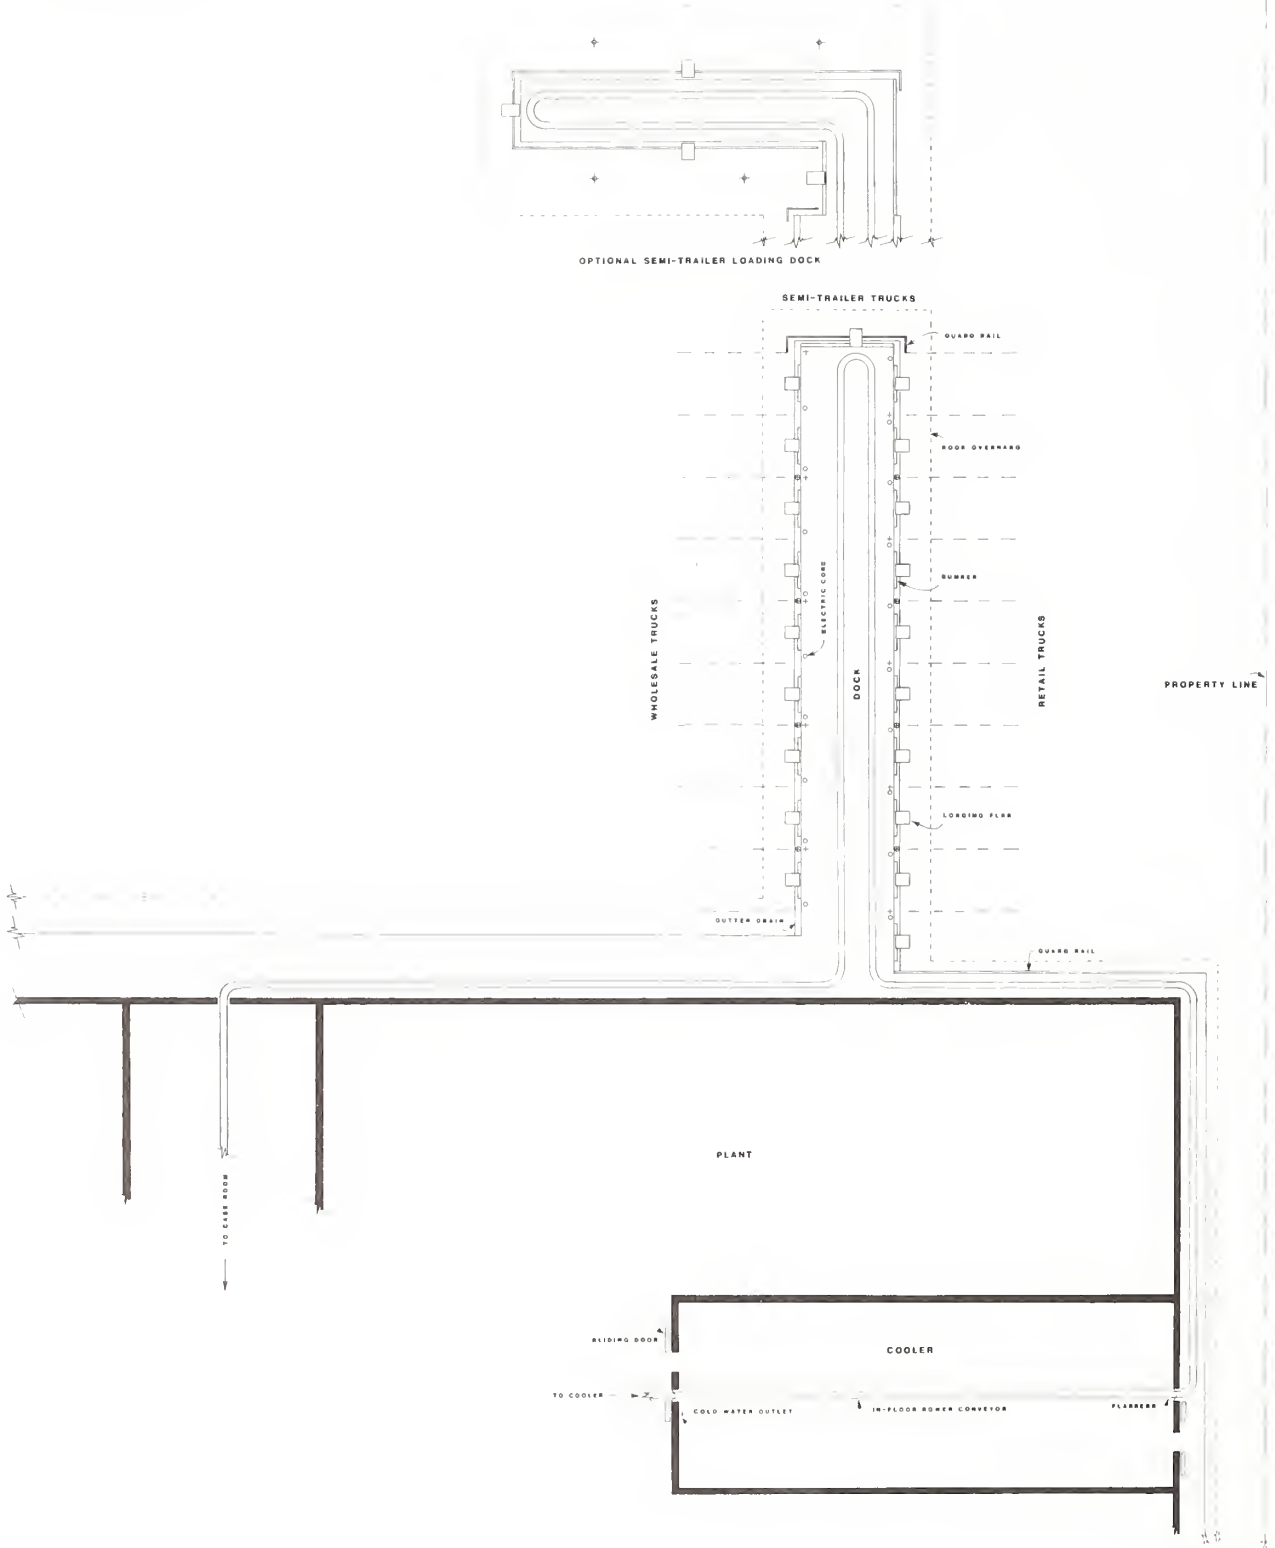 OPTIONAL SEMI-TRAILER LOADING DOCK
SEMI-TRAILER TRUCKS
GUARD RAIL
ROOF OVERHANG
BUMPER
ELECTRIC CORD
WHOLESALE TRUCKS
DOCK
RETAIL TRUCKS
PROPERTY LINE
LOADING FLAP
GUTTER DRAIN
GUARD RAIL
PLANT
TO CASE ROOM
SLIDING DOOR
COOLER
TO COOLER
COLD WATER OUTLET
IN-FLOOR POWER CONVEYOR
FLAPPERS